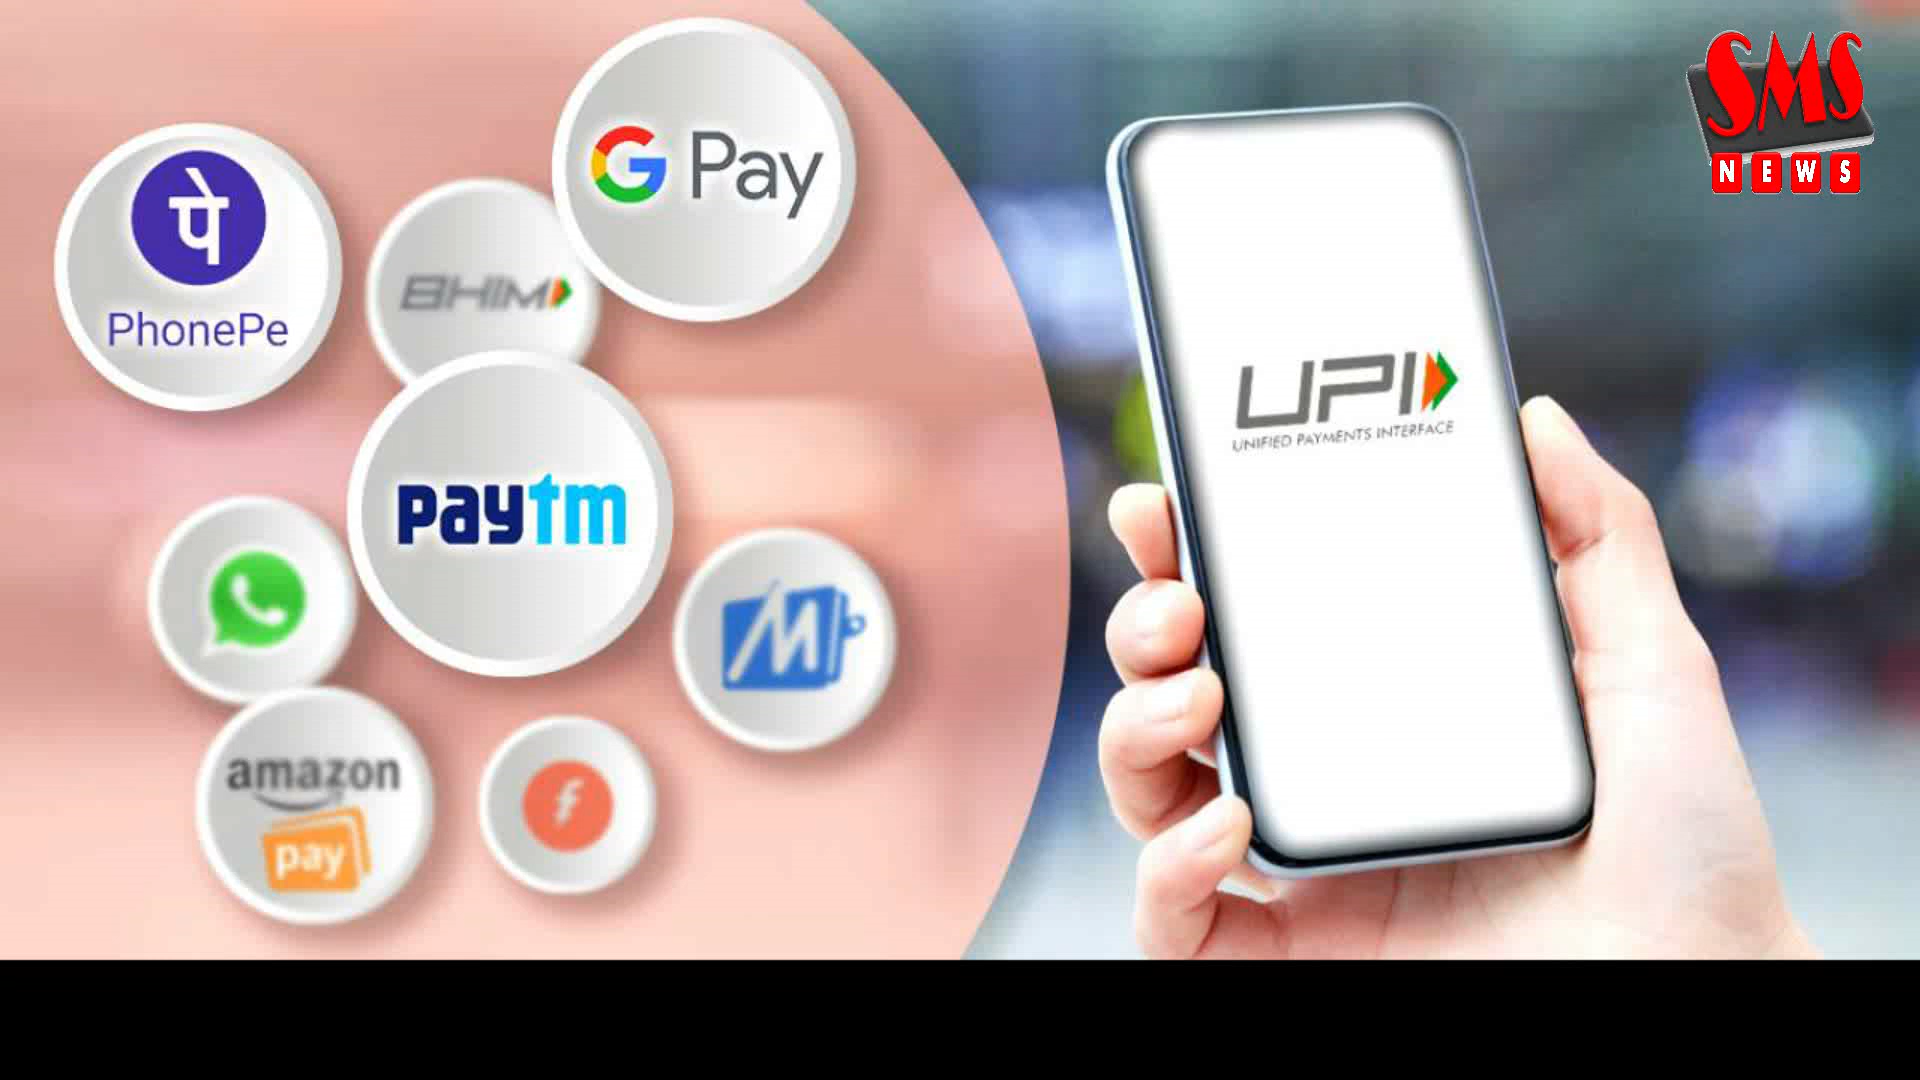 SMS
NEWS
G Pay
पे
PhonePe
BHIM
paytm
M
amazon
pay
f
UPI
UNIFIED PAYMENTS INTERFACE